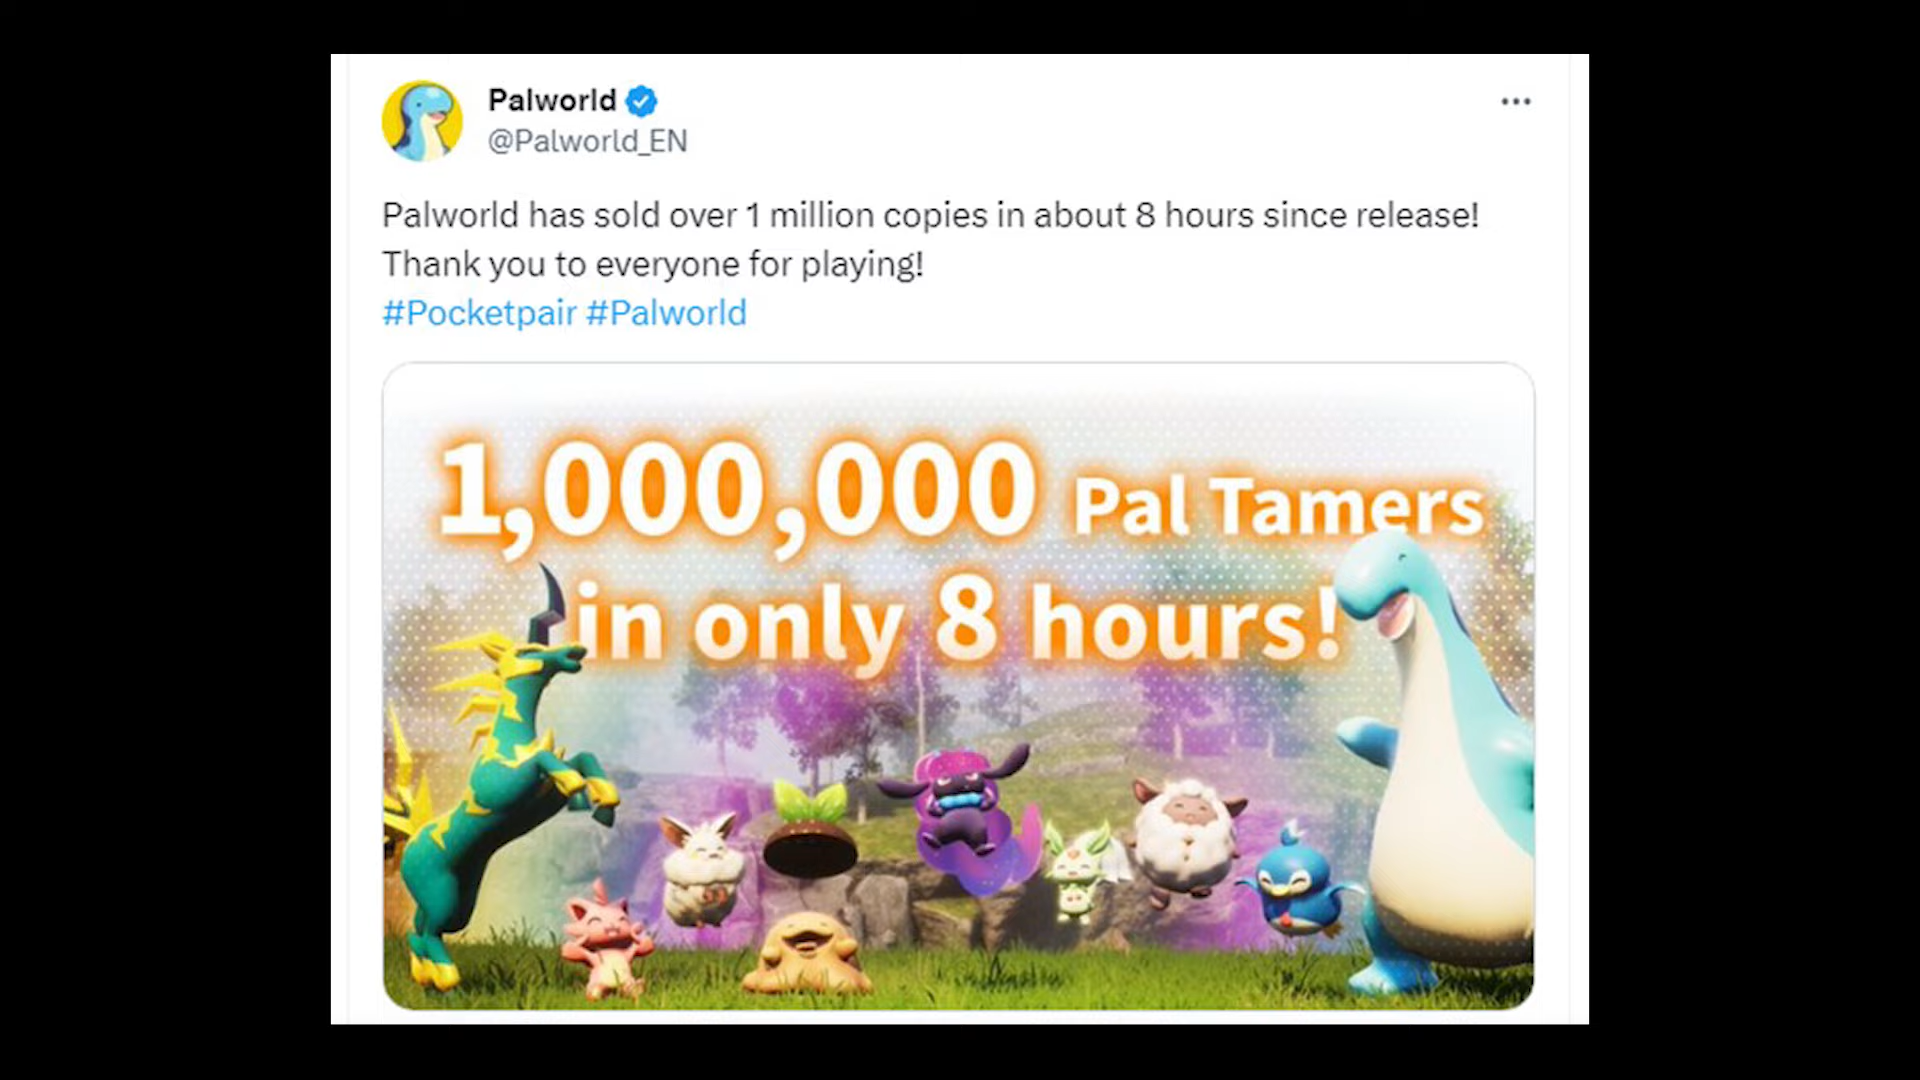 Palworld
@Palworld_EN
Palworld has sold over 1 million copies in about 8 hours since release!
Thank you to everyone for playing!
#Pocketpair #Palworld
1,000,000 Pal Tamers
in only 8 hours!